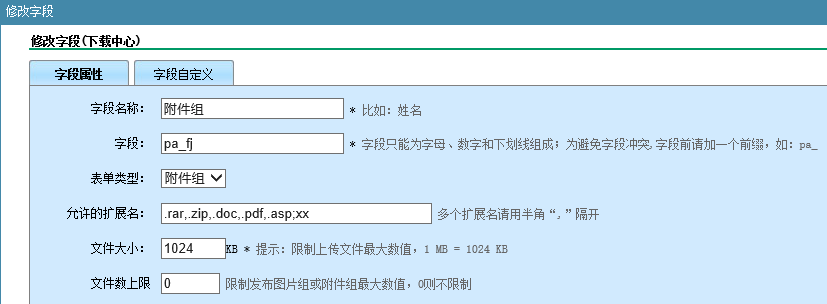 修改字段
修改字段(下载中心)
字段属性 字段自定义
字段名称： 附件组 * 比如：姓名
字段： pa_fj * 字段只能为字母、数字和下划线组成；为避免字段冲突,字段前请加一个前缀，如：pa_
表单类型： 附件组
允许的扩展名： .rar,.zip,.doc,.pdf,.asp;xx 多个扩展名请用半角“,”隔开
文件大小： 1024 KB * 提示：限制上传文件最大数值，1 MB = 1024 KB
文件数上限 0 限制发布图片组或附件组最大数值，0则不限制